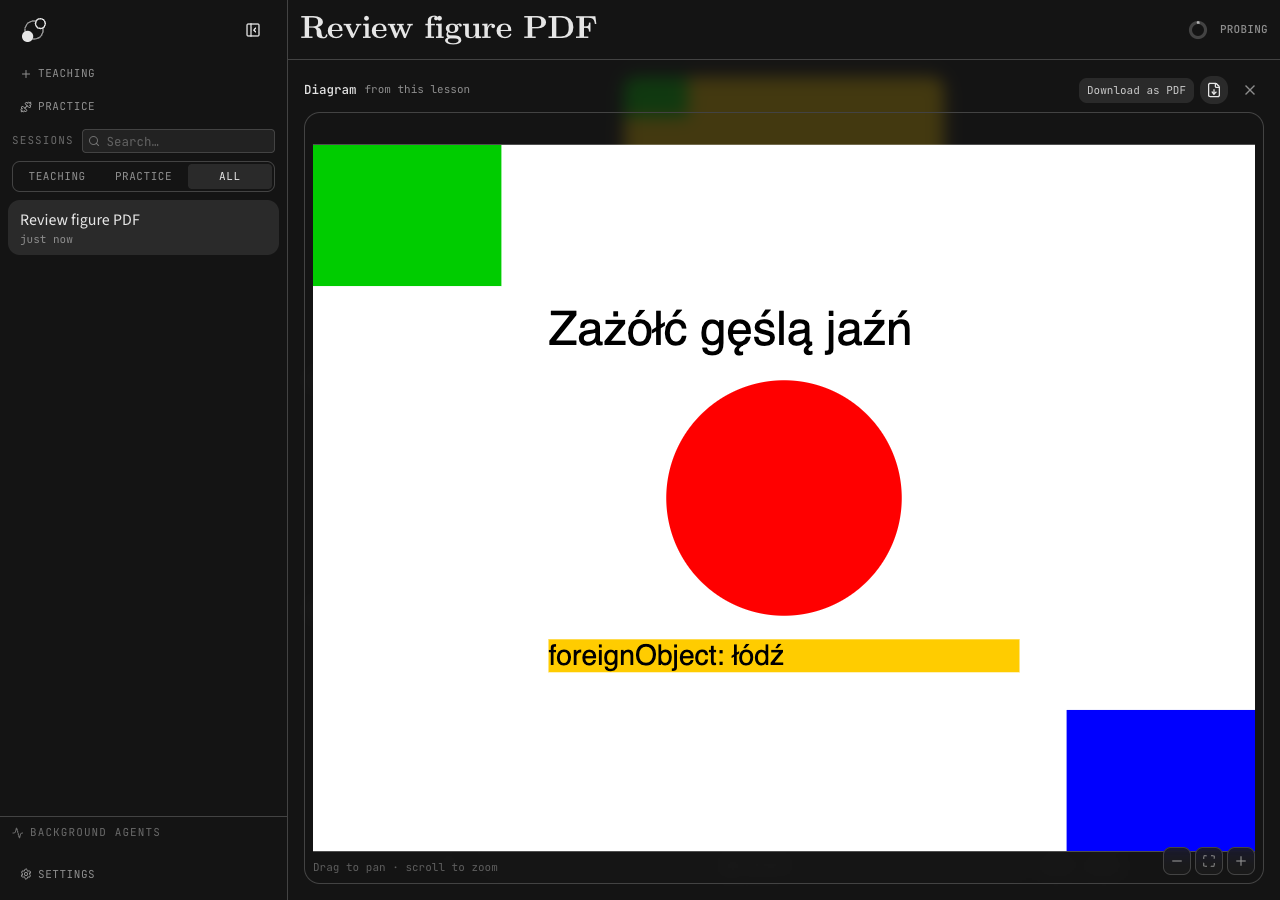 Review figure PDF
PROBING
TEACHING
PRACTICE
SESSIONS
Search…
TEACHING PRACTICE ALL
Review figure PDF
just now
BACKGROUND AGENTS
SETTINGS
Diagram from this lesson
Download as PDF
Zażółć gęślą jaźń
foreignObject: łódź
Drag to pan · scroll to zoom